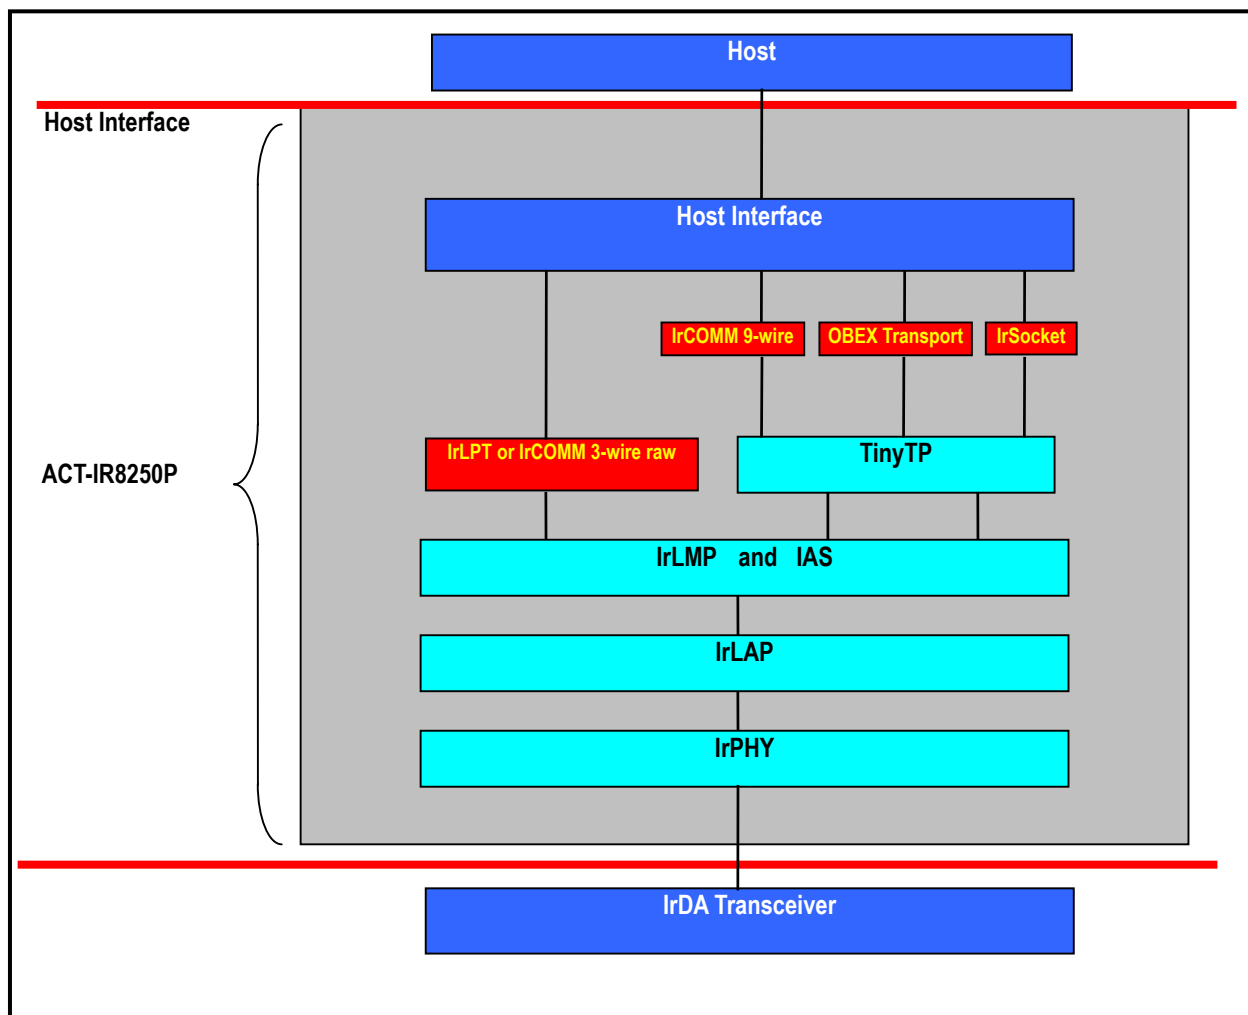 Host
Host Interface
Host Interface
IrCOMM 9-wire
OBEX Transport
IrSocket
IrLPT or IrCOMM 3-wire raw
TinyTP
ACT-IR8250P
IrLMP and IAS
IrLAP
IrPHY
IrDA Transceiver